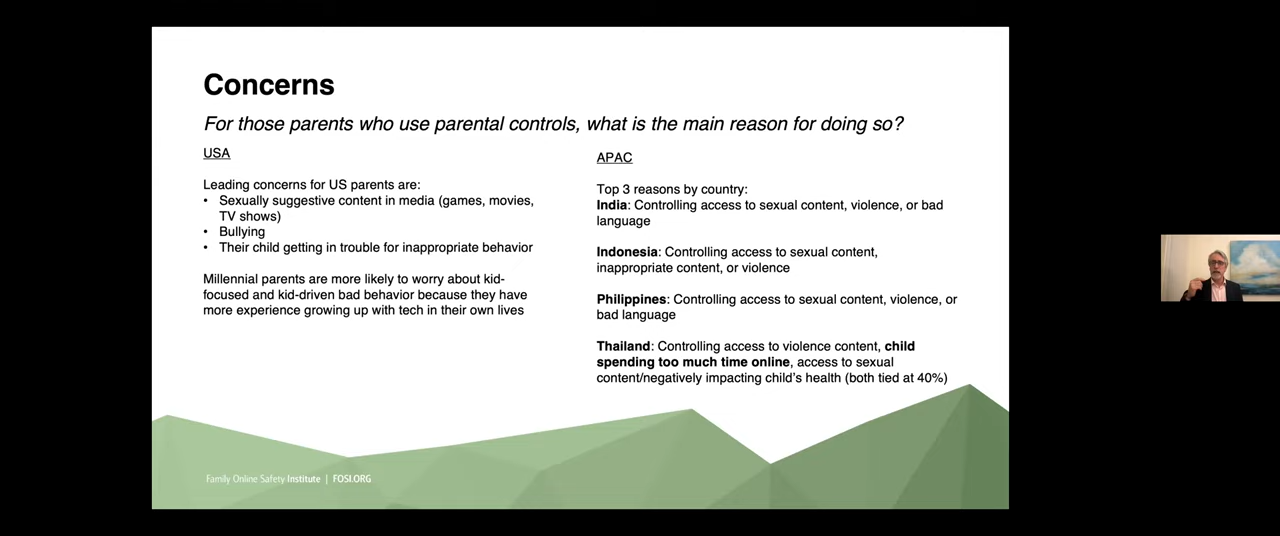 Concerns
For those parents who use parental controls, what is the main reason for doing so?
USA
Leading concerns for US parents are:
• Sexually suggestive content in media (games, movies,
TV shows)
• Bullying
• Their child getting in trouble for inappropriate behavior
Millennial parents are more likely to worry about kid-
focused and kid-driven bad behavior because they have
more experience growing up with tech in their own lives
APAC
Top 3 reasons by country:
India: Controlling access to sexual content, violence, or bad
language
Indonesia: Controlling access to sexual content,
inappropriate content, or violence
Philippines: Controlling access to sexual content, violence, or
bad language
Thailand: Controlling access to violence content, child
spending too much time online, access to sexual
content/negatively impacting child's health (both tied at 40%)
Family Online Safety Institute | FOSI.ORG